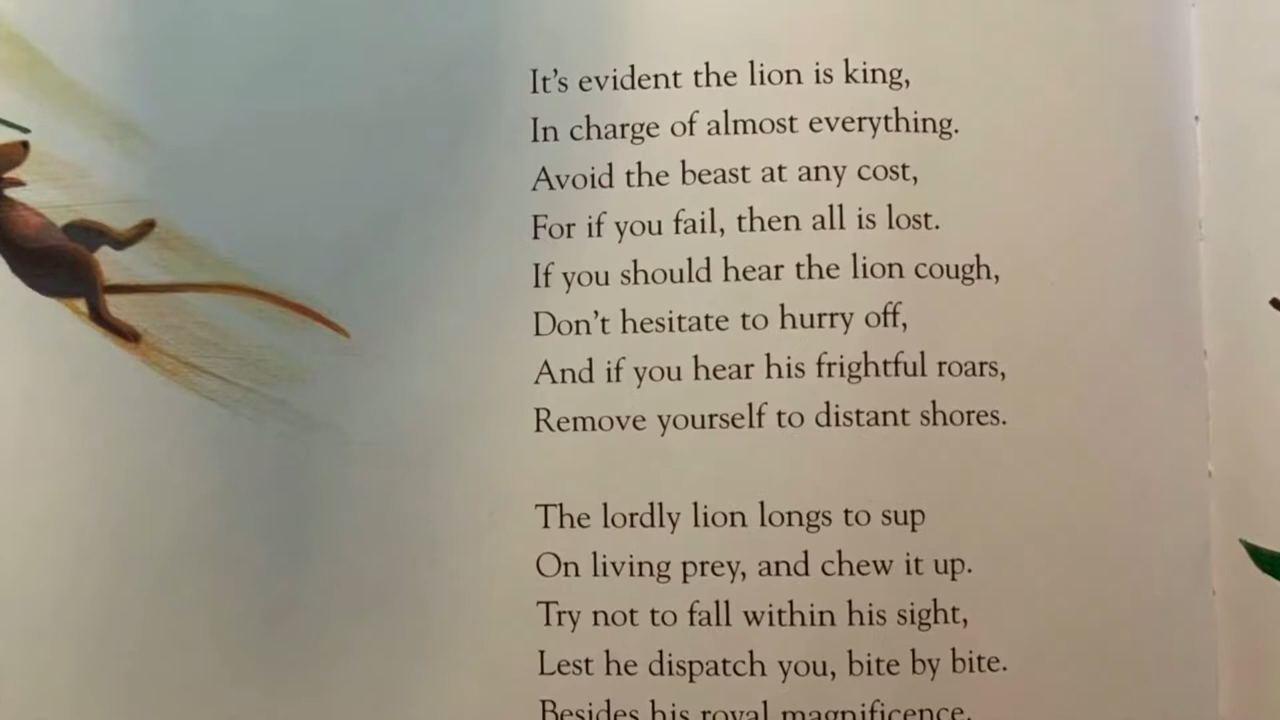 It's evident the lion is king,
In charge of almost everything.
Avoid the beast at any cost,
For if you fail, then all is lost.
If you should hear the lion cough,
Don't hesitate to hurry off,
And if you hear his frightful roars,
Remove yourself to distant shores.
The lordly lion longs to sup
On living prey, and chew it up.
Try not to fall within his sight,
Lest he dispatch you, bite by bite.
Besides his royal magnificence,